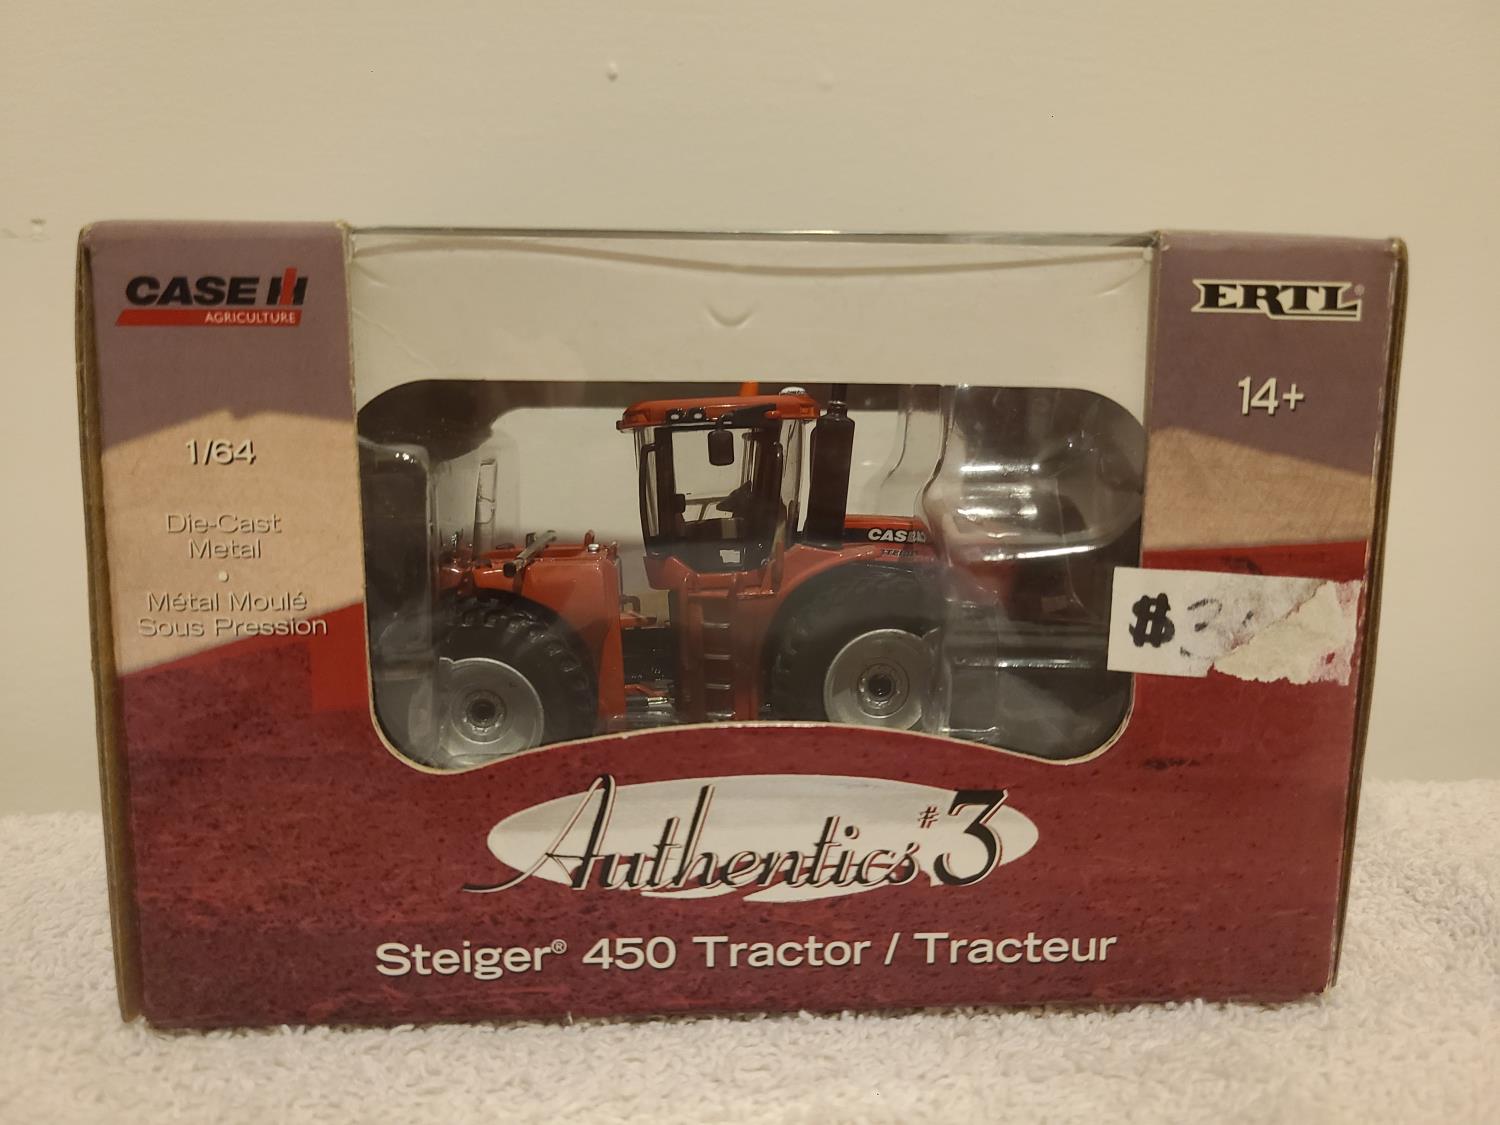 CASE IH
AGRICULTURE
ERTL®
14+
1/64
Die-Cast
Metal
•
Métal Moulé
Sous Pression
CASE
$
Authentics #3
Steiger® 450 Tractor / Tracteur